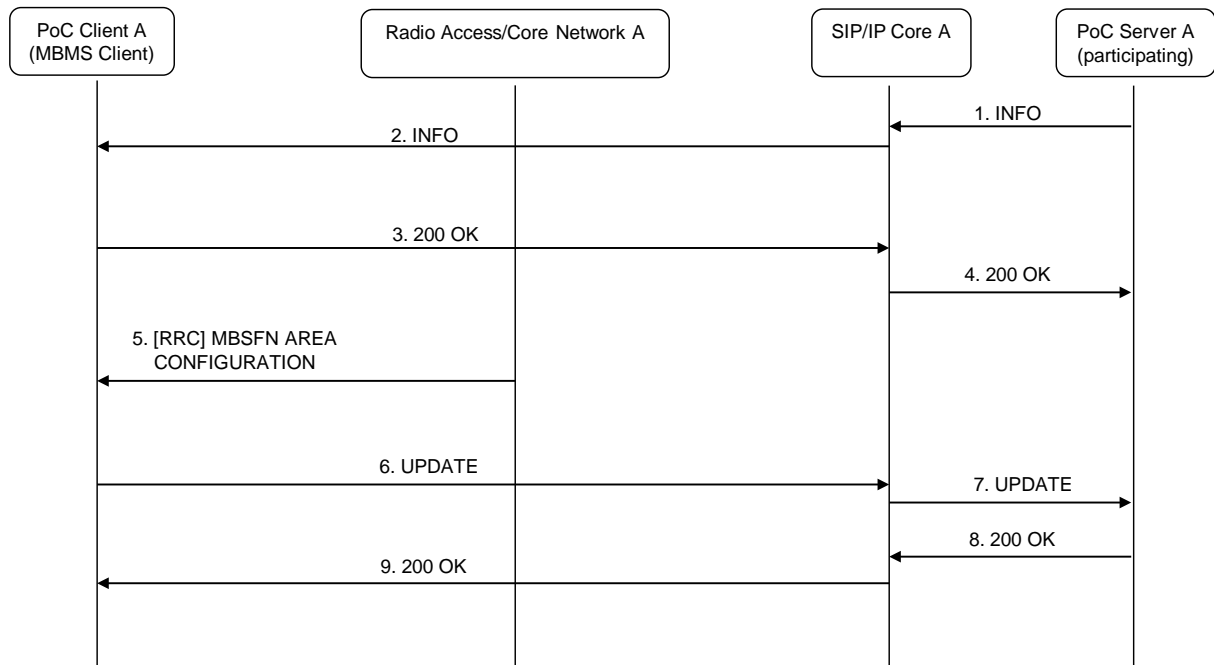 PoC Client A
(MBMS Client)
Radio Access/Core Network A
SIP/IP Core A
PoC Server A
(participating)
1. INFO
2. INFO
3. 200 OK
4. 200 OK
5. [RRC] MBSFN AREA
CONFIGURATION
6. UPDATE
7. UPDATE
8. 200 OK
9. 200 OK